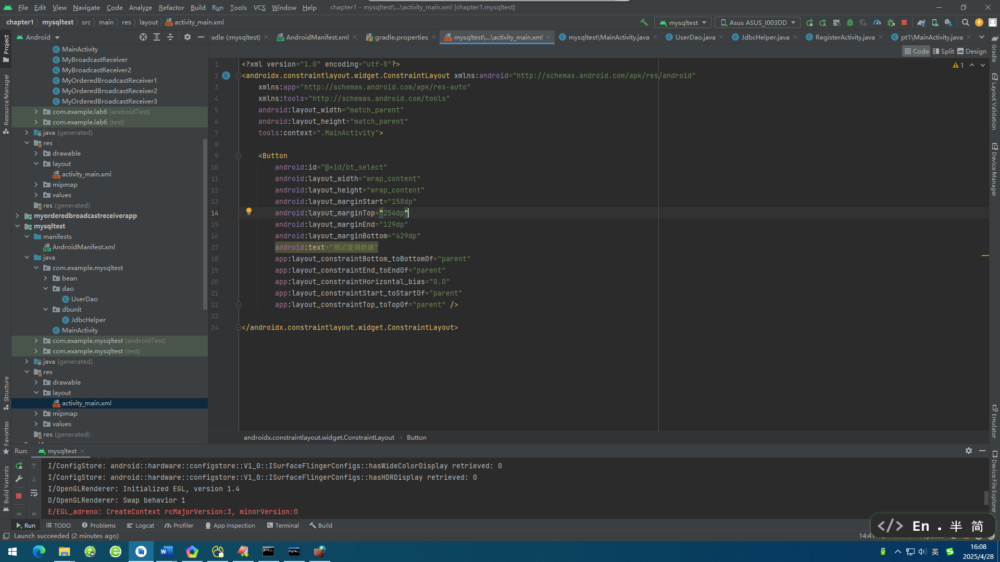 File Edit View Navigate Code Analyze Refactor Build Run Tools VCS Window Help chapter1 - mysqltest\...\activity_main.xml [chapter1.mysqltest]
chapter1 mysqltest src main res layout activity_main.xml
mysqltest Asus ASUS_I003DD
Project
Android
radle (:mysqltest) AndroidManifest.xml gradle.properties mysqltest\...\activity_main.xml mysqltest\MainActivity.java UserDao.java JdbcHelper.java RegisterActivity.java pt1\MainActivity.java
Code Split Design
Resource Manager
Structure
Favorites
Build Variants
Gradle
Layout Validation
Device Manager
Emulator
Device File Explorer
MainActivity
MyBroadcastReceiver
MyBroadcastReceiver2
MyOrderedBroadcastReceiver1
MyOrderedBroadcastReceiver2
MyOrderedBroadcastReceiver3
com.example.lab6 (androidTest)
com.example.lab6 (test)
java (generated)
res
drawable
layout
activity_main.xml
mipmap
values
res (generated)
myorderedbroadcastreceiverapp
mysqltest
manifests
AndroidManifest.xml
java
com.example.mysqltest
bean
dao
UserDao
dbunit
JdbcHelper
MainActivity
com.example.mysqltest (androidTest)
com.example.mysqltest (test)
java (generated)
res
drawable
layout
activity_main.xml
mipmap
values
res (generated)
1
1 <?xml version="1.0" encoding="utf-8"?>
2 <androidx.constraintlayout.widget.ConstraintLayout xmlns:android="http://schemas.android.com/apk/res/android"
3 xmlns:app="http://schemas.android.com/apk/res-auto"
4 xmlns:tools="http://schemas.android.com/tools"
5 android:layout_width="match_parent"
6 android:layout_height="match_parent"
7 tools:context=".MainActivity">
8
9 <Button
10 android:id="@+id/bt_select"
11 android:layout_width="wrap_content"
12 android:layout_height="wrap_content"
13 android:layout_marginStart="158dp"
14 android:layout_marginTop="254dp"
15 android:layout_marginEnd="129dp"
16 android:layout_marginBottom="429dp"
17 android:text="测试查询数据"
18 app:layout_constraintBottom_toBottomOf="parent"
19 app:layout_constraintEnd_toEndOf="parent"
20 app:layout_constraintHorizontal_bias="0.0"
21 app:layout_constraintStart_toStartOf="parent"
22 app:layout_constraintTop_toTopOf="parent" />
23
24 </androidx.constraintlayout.widget.ConstraintLayout>
androidx.constraintlayout.widget.ConstraintLayout Button
Run: mysqltest
I/ConfigStore: android::hardware::configstore::V1_0::ISurfaceFlingerConfigs::hasWideColorDisplay retrieved: 0
I/ConfigStore: android::hardware::configstore::V1_0::ISurfaceFlingerConfigs::hasHDRDisplay retrieved: 0
I/OpenGLRenderer: Initialized EGL, version 1.4
D/OpenGLRenderer: Swap behavior 1
E/EGL_adreno: CreateContext rcMajorVersion:3, minorVersion:0
Run TODO Problems Logcat Profiler App Inspection Terminal Build
Launch succeeded (2 minutes ago) 14:41
</> En . 半 简
英
16:08
2025/4/28